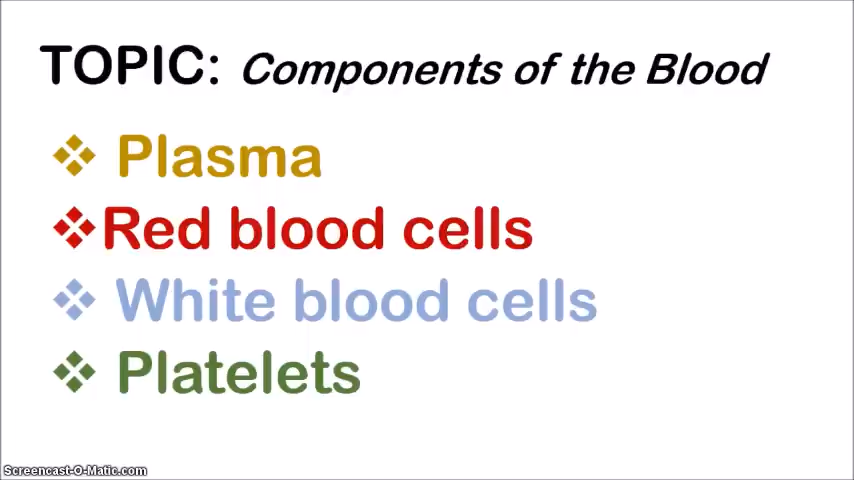 TOPIC: Components of the Blood
❖ Plasma
❖ Red blood cells
❖ White blood cells
❖ Platelets
Screencast-O-Matic.com